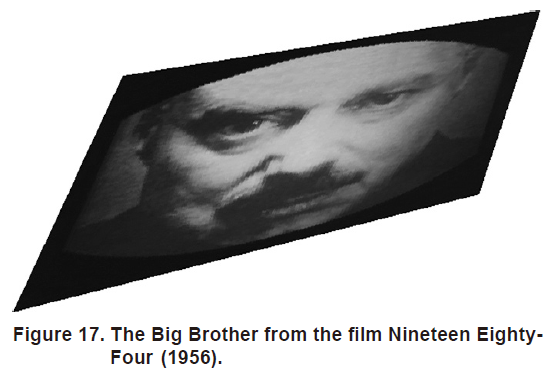 Figure 17. The Big Brother from the film Nineteen Eighty-
Four (1956).